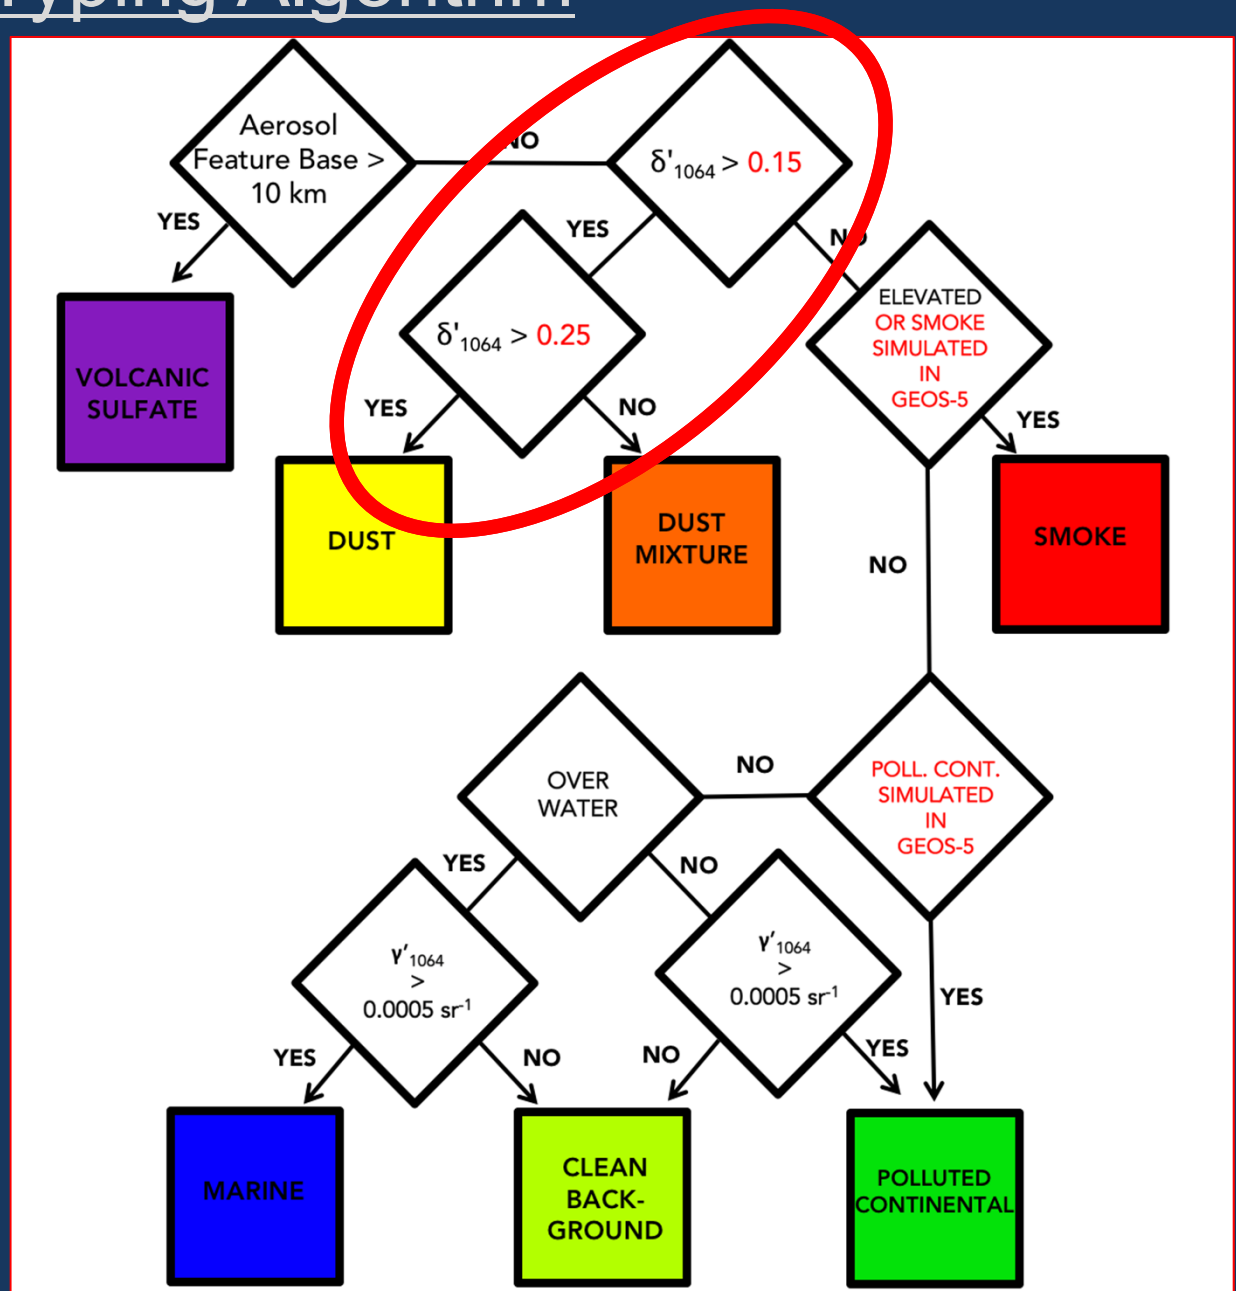 Typing Algorithm
Aerosol
Feature Base >
10 km
NO
δ'1064 > 0.15
YES
YES
NO
δ'1064 > 0.25
ELEVATED
OR SMOKE
SIMULATED
IN
GEOS-5
VOLCANIC
SULFATE
YES
NO
YES
DUST
DUST
MIXTURE
SMOKE
NO
OVER
WATER
NO
POLL. CONT.
SIMULATED
IN
GEOS-5
YES
NO
γ'1064
>
0.0005 sr-1
γ'1064
>
0.0005 sr-1
YES
YES
NO
NO
YES
MARINE
CLEAN
BACK-
GROUND
POLLUTED
CONTINENTAL